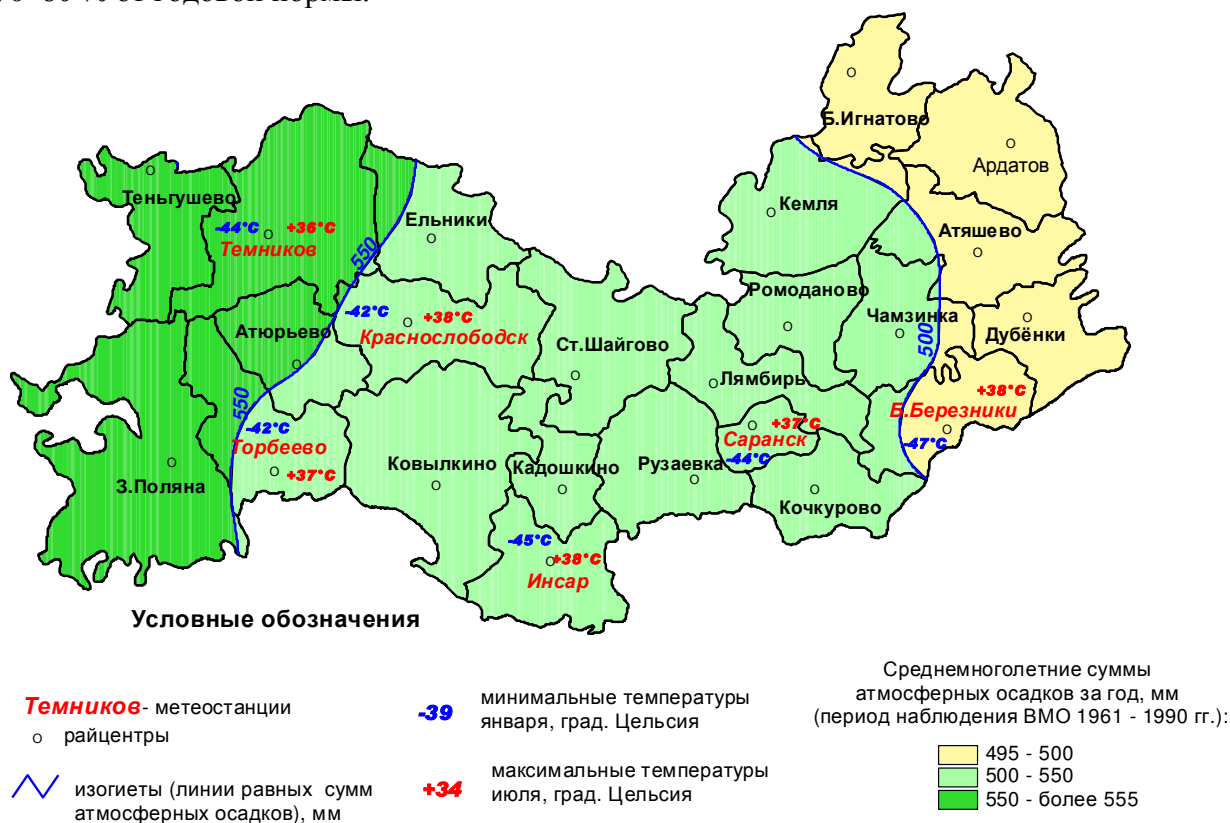 Б.Игнатово
Ардатов
Теньгушево
Кемля
Ельники
-44°C
+36°C
Темников
550
Атяшево
Ромоданово
-42°C
+38°C
Краснослободск
Атюрьево
Чамзинка
500
Дубёнки
Ст.Шайгово
Лямбирь
+38°C
Б.Березники
550
-42°C
Торбеево
+37°C
Саранск
-44°C
-47°C
+37°C
Ковылкино
Кадошкино
Рузаевка
З.Поляна
Кочкурово
-45°C
+38°C
Инсар
Условные обозначения
Темников - метеостанции
райцентры
изогиеты (линии равных сумм
атмосферных осадков), мм
-39
минимальные температуры
января, град. Цельсия
+34
максимальные температуры
июля, град. Цельсия
Среднемноголетние суммы
атмосферных осадков за год, мм
(период наблюдения ВМО 1961 - 1990 гг.):
495 - 500
500 - 550
550 - более 555